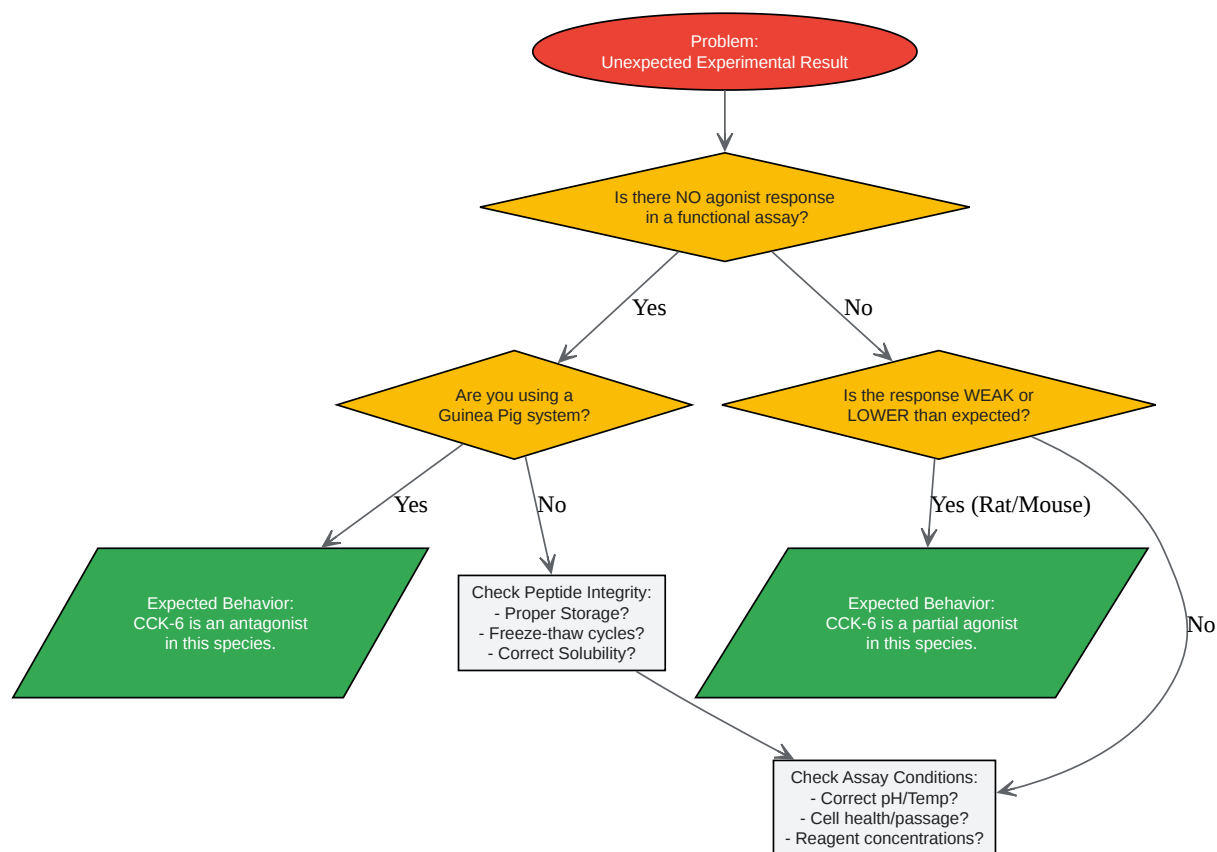 Problem:
Unexpected Experimental Result
Is there NO agonist response
in a functional assay?
Yes
No
Are you using a
Guinea Pig system?
Is the response WEAK or
LOWER than expected?
Yes
No
Yes (Rat/Mouse)
No
Expected Behavior:
CCK-6 is an antagonist
in this species.
Check Peptide Integrity:
- Proper Storage?
- Freeze-thaw cycles?
- Correct Solubility?
Expected Behavior:
CCK-6 is a partial agonist
in this species.
Check Assay Conditions:
- Correct pH/Temp?
- Cell health/passage?
- Reagent concentrations?